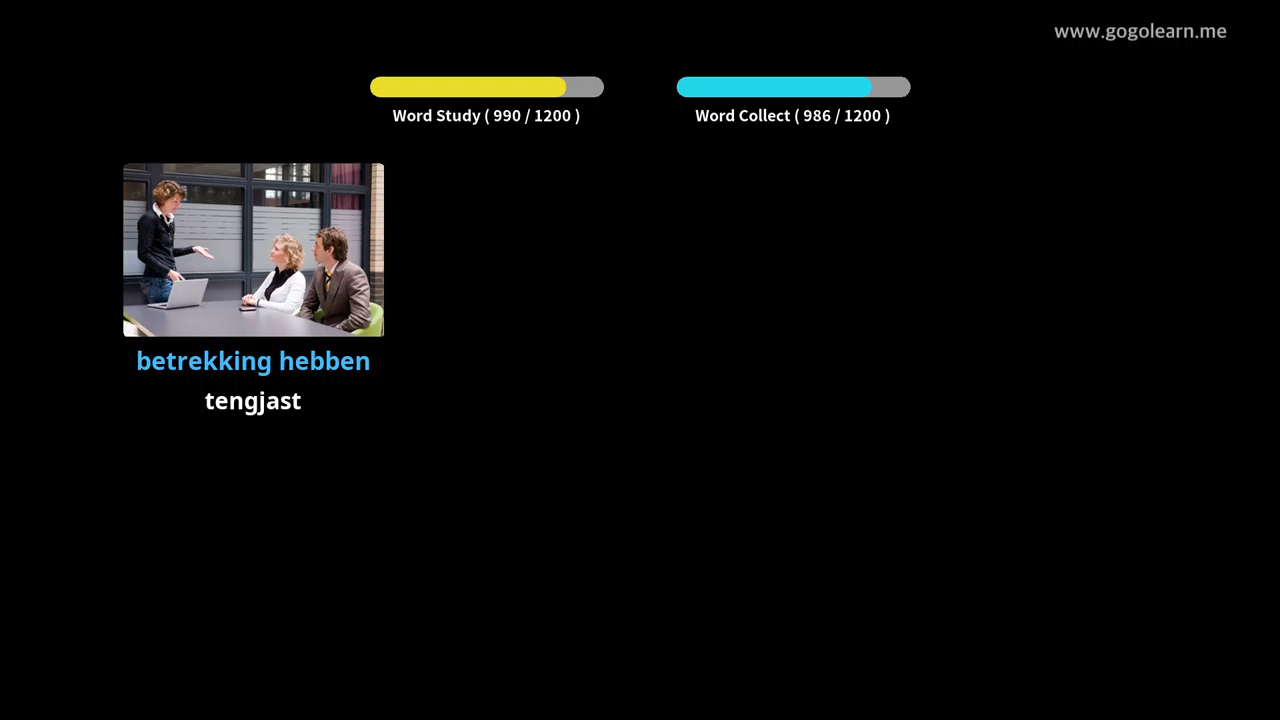 www.gogolearn.me
Word Study ( 990 / 1200 )
Word Collect ( 986 / 1200 )
betrekking hebben
tengjast